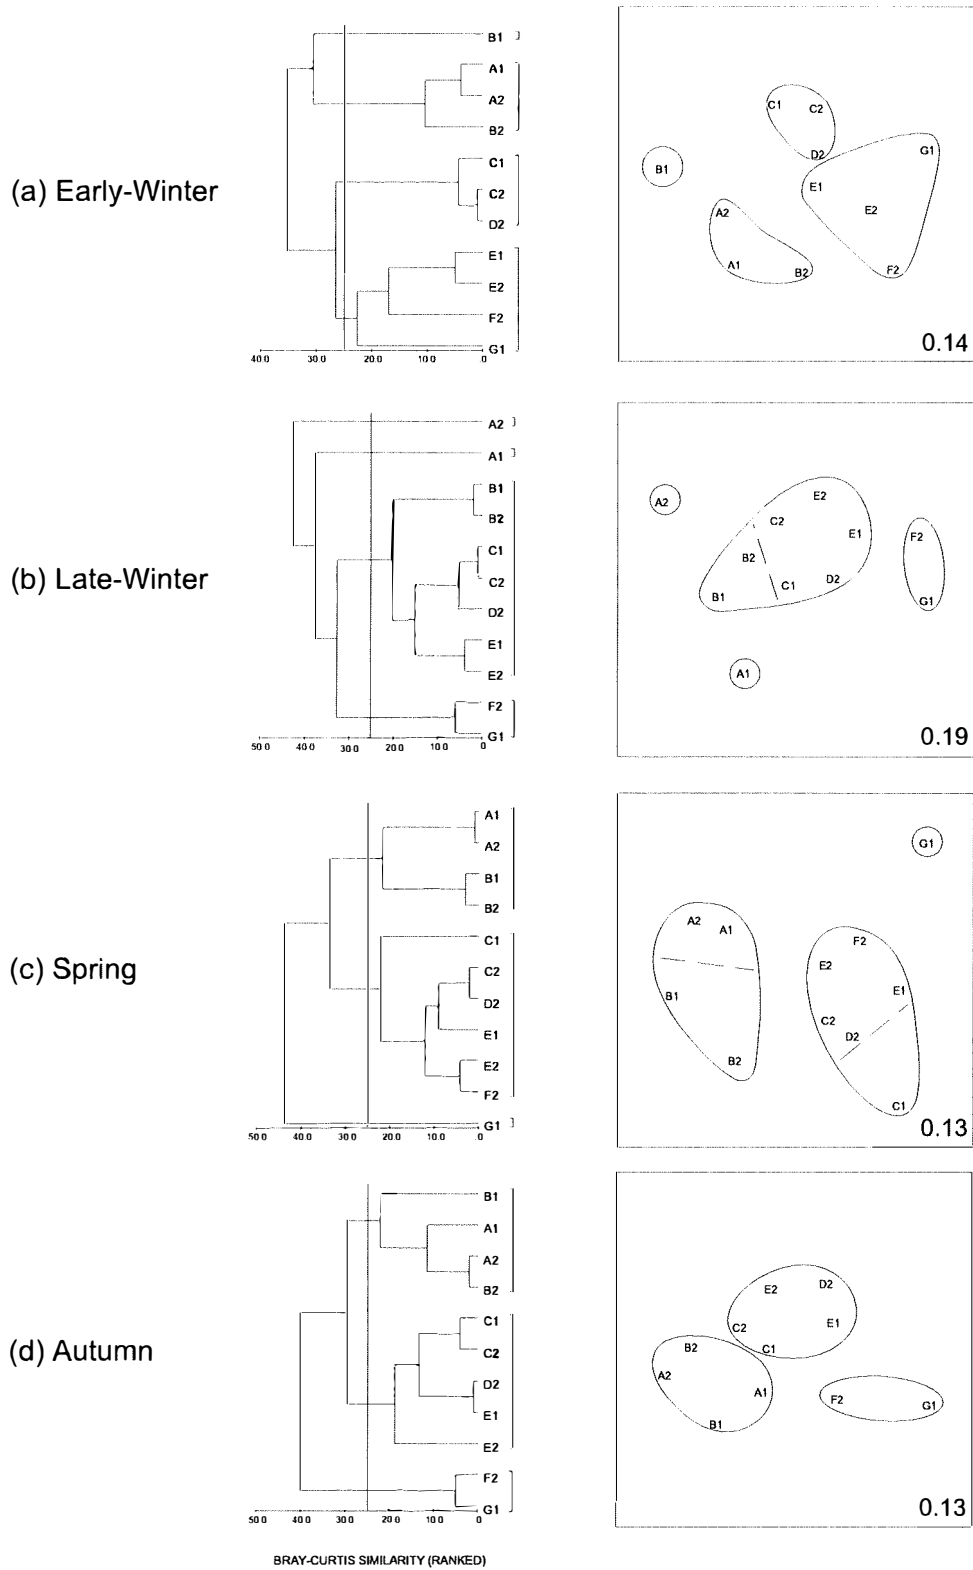 (a) Early-Winter
B1
A1
A2
B2
C1
C2
D2
E1
E2
F2
G1
40.0 30.0 20.0 10.0 0
C1 C2
D2
G1
B1
E1
E2
A2
A1
B2
F2
0.14
(b) Late-Winter
A2
A1
B1
B2
C1
C2
D2
E1
E2
F2
G1
50.0 40.0 30.0 20.0 10.0 0
E2
A2
C2
E1
F2
B2
D2
C1
B1
G1
A1
0.19
(c) Spring
A1
A2
B1
B2
C1
C2
D2
E1
E2
F2
G1
50.0 40.0 30.0 20.0 10.0 0
G1
A2
A1
F2
E2
B1
E1
C2
D2
B2
C1
0.13
(d) Autumn
B1
A1
A2
B2
C1
C2
D2
E1
E2
F2
G1
50.0 40.0 30.0 20.0 10.0 0
E2
D2
C2
E1
B2
C1
A2
A1
F2
G1
B1
0.13
BRAY-CURTIS SIMILARITY (RANKED)